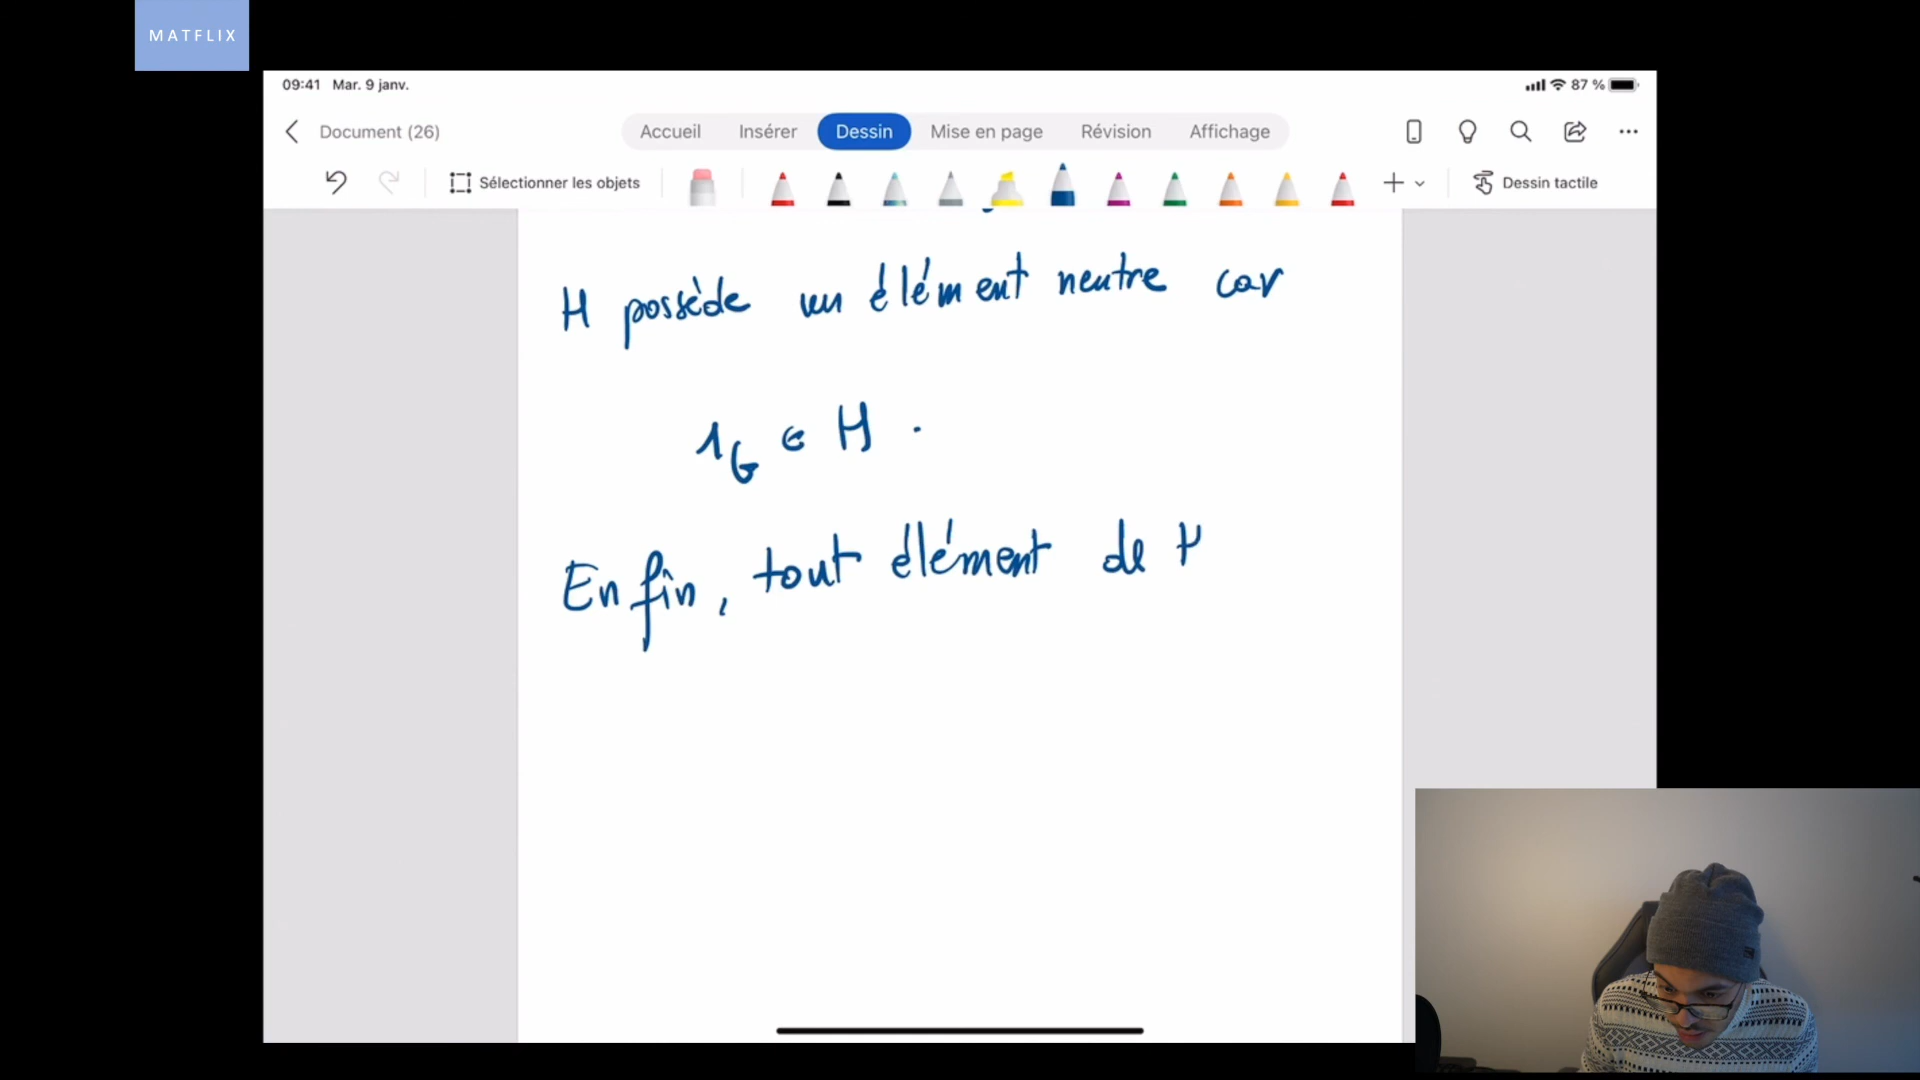 MATFLIX
09:41 Mar. 9 janv. 87 %
Document (26) Accueil Insérer Dessin Mise en page Révision Affichage
Sélectionner les objets Dessin tactile
H possède un élément neutre car
1G ∈ H .
Enfin, tout élément de H